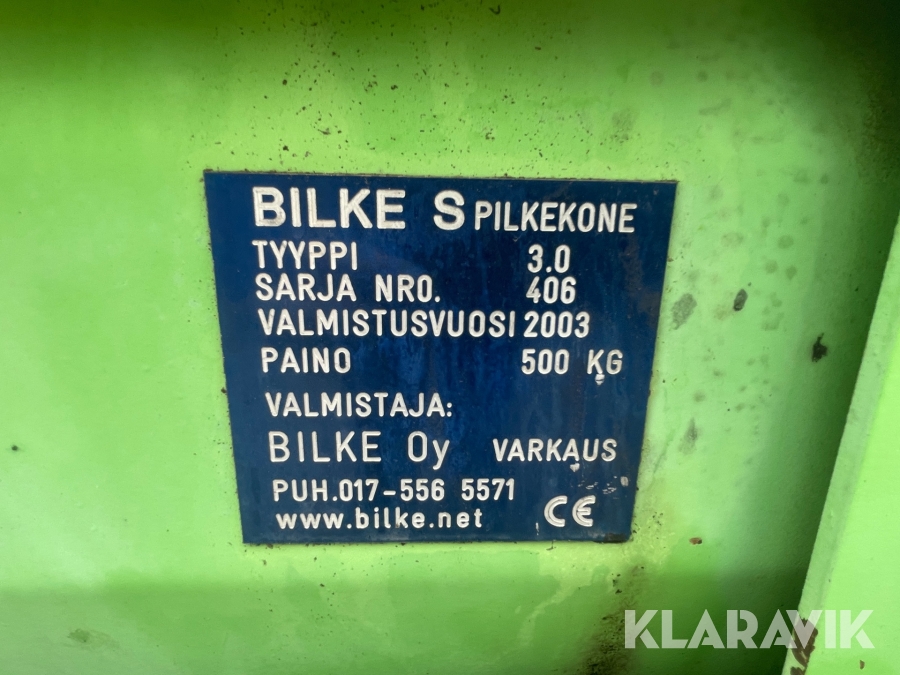 BILKE S PILKEKONE
TYYPPI 3.0
SARJA NRO. 406
VALMISTUSVUOSI 2003
PAINO 500 KG
VALMISTAJA:
BILKE Oy VARKAUS
PUH.017-556 5571
www.bilke.net CE
KLARAVIK